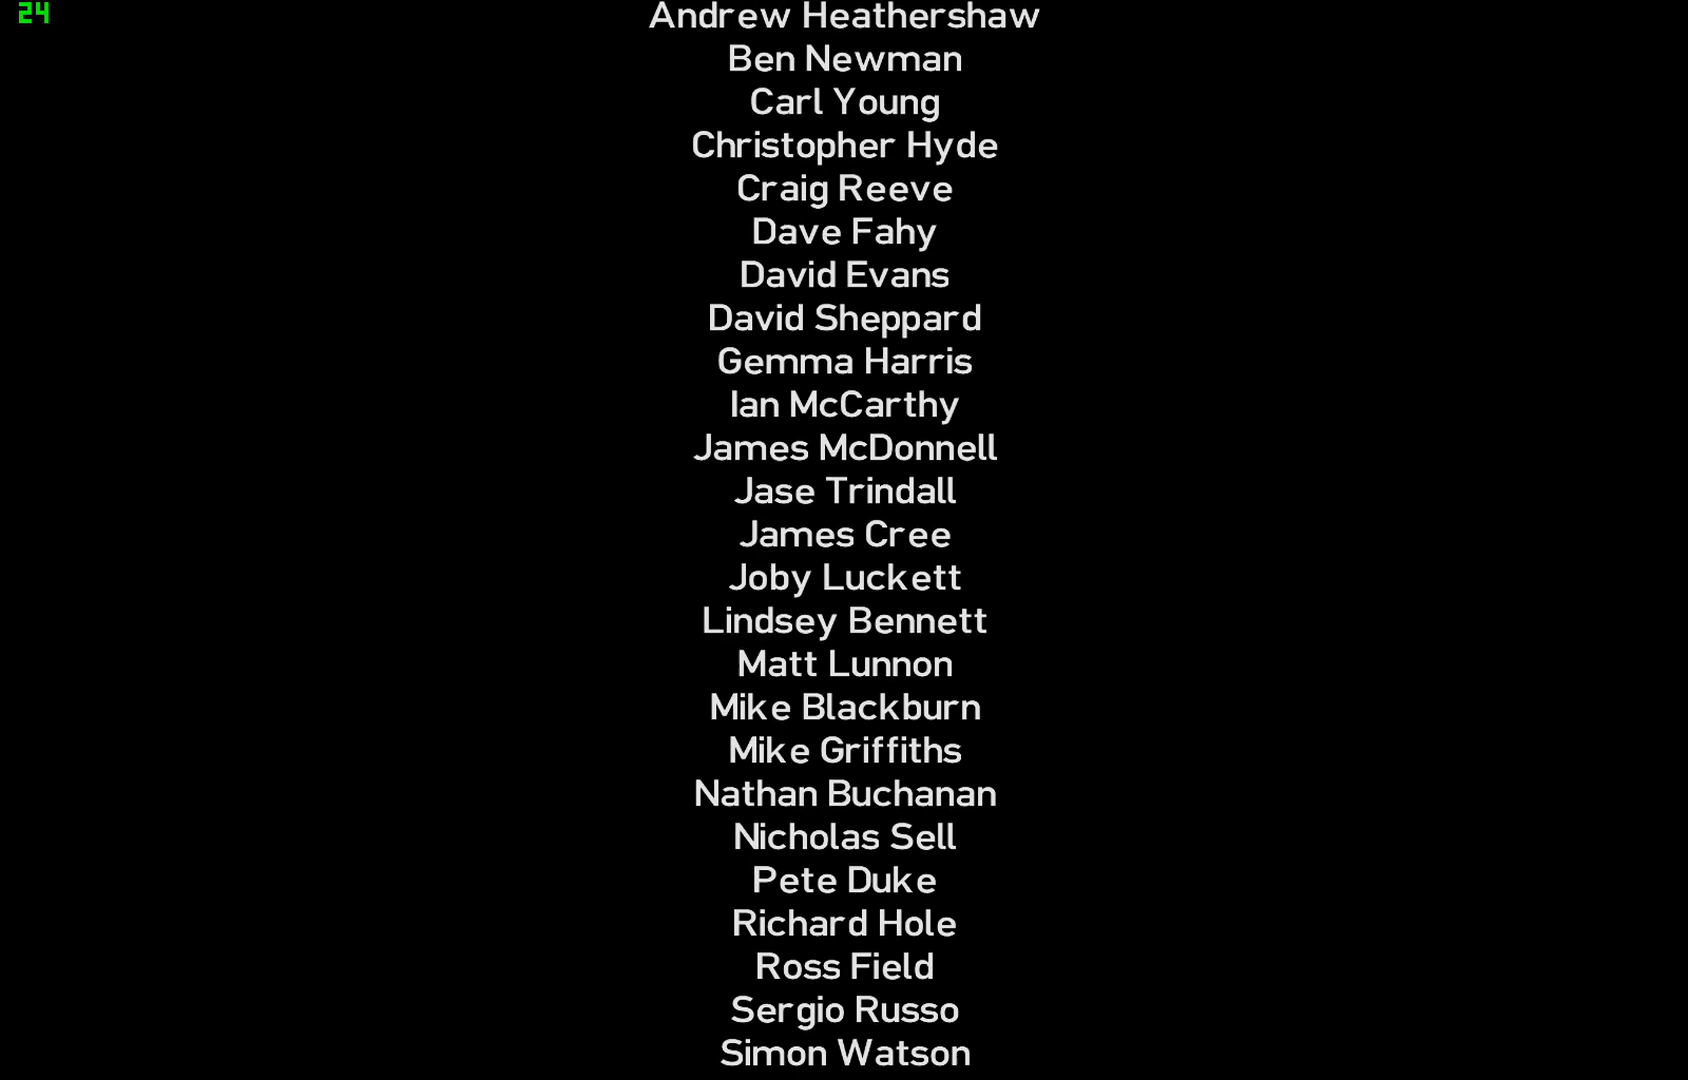 24
Andrew Heathershaw
Ben Newman
Carl Young
Christopher Hyde
Craig Reeve
Dave Fahy
David Evans
David Sheppard
Gemma Harris
Ian McCarthy
James McDonnell
Jase Trindall
James Cree
Joby Luckett
Lindsey Bennett
Matt Lunnon
Mike Blackburn
Mike Griffiths
Nathan Buchanan
Nicholas Sell
Pete Duke
Richard Hole
Ross Field
Sergio Russo
Simon Watson